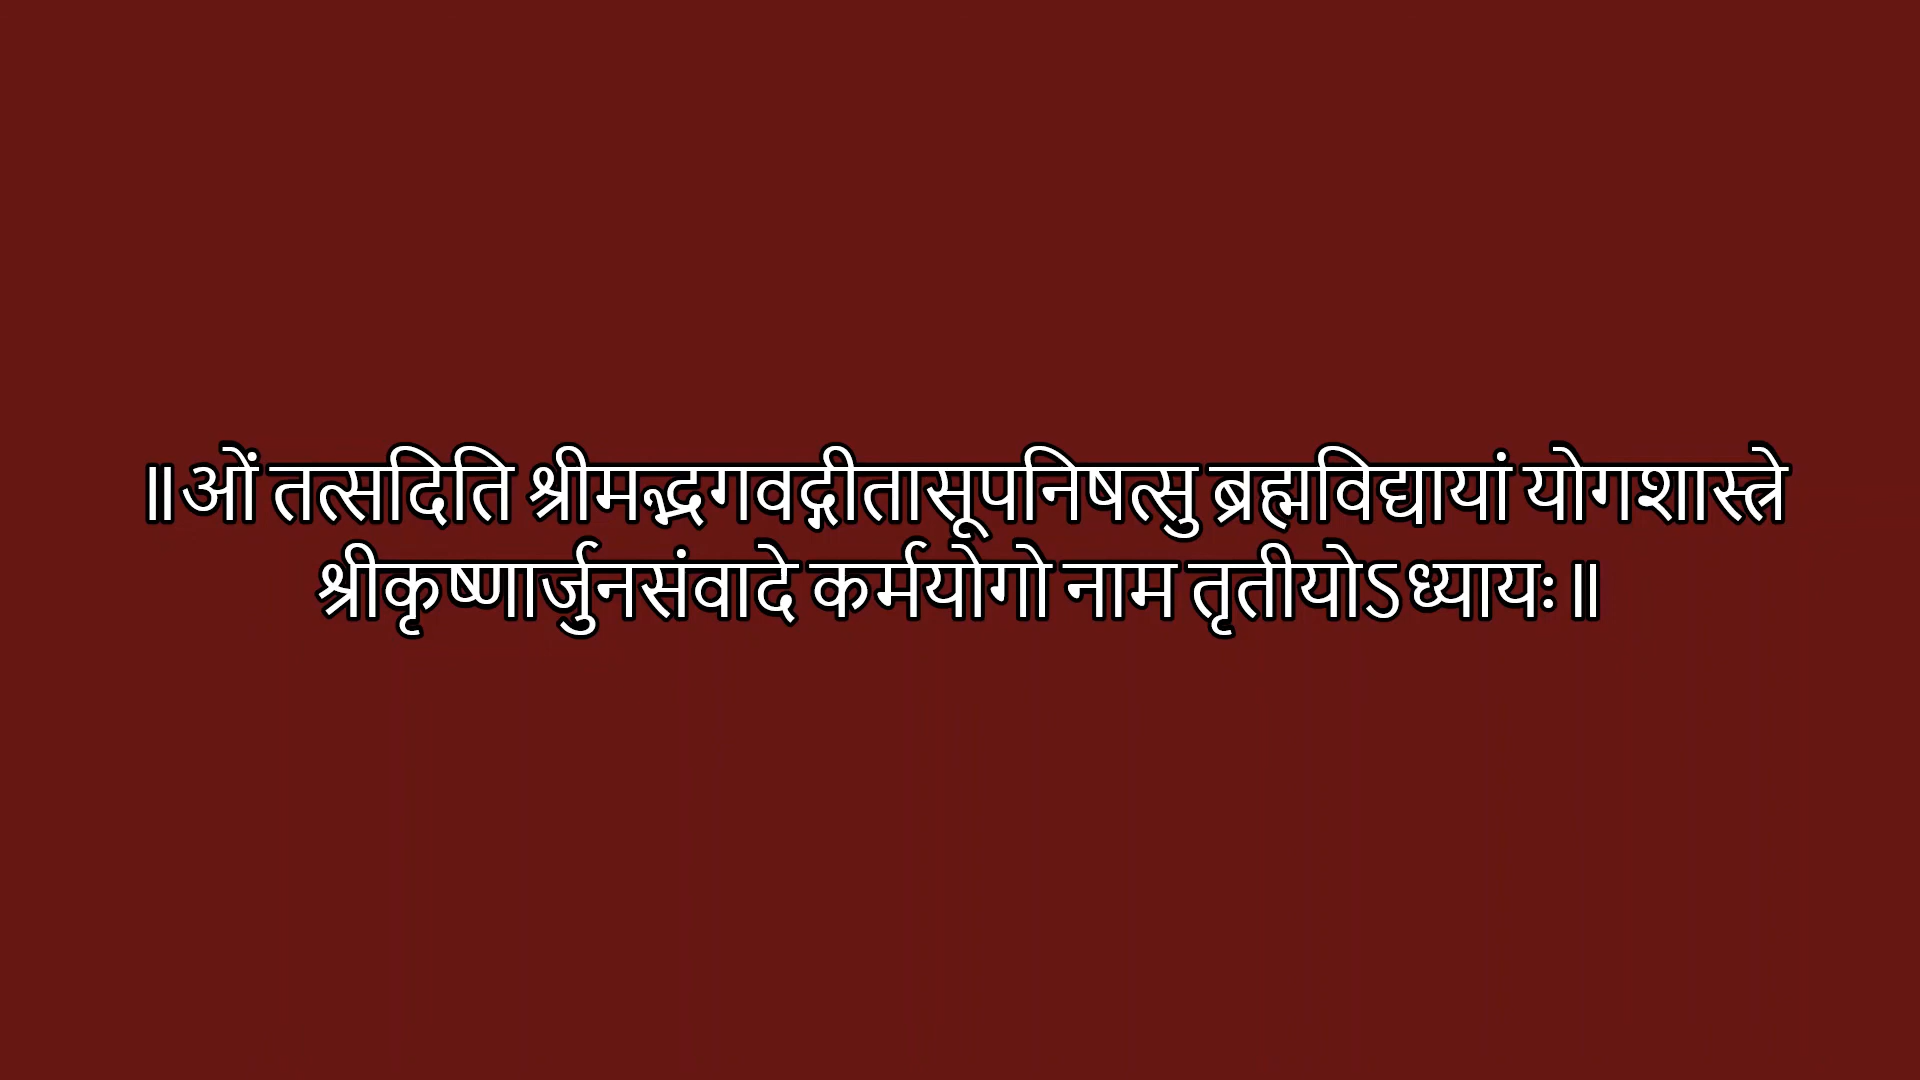 ॥ओं तत्सदिति श्रीमद्भगवद्गीतासूपनिषत्सु ब्रह्मविद्यायां योगशास्त्रे
श्रीकृष्णार्जुनसंवादे कर्मयोगो नाम तृतीयोऽध्यायः॥